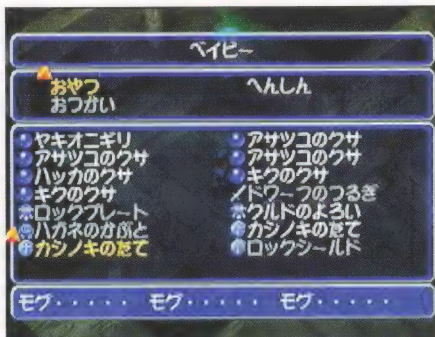 ベイビー
おやつ へんしん
おつかい
ヤキオニギリ アサツユのクサ
アサツユのクサ アサツユのクサ
ハッカのクサ キクのクサ
キクのクサ ドワーフのつるぎ
ロックプレート クルドのよろい
ハガネのかぶと カシノキのたて
カシノキのたて ロックシールド
モグ・・・・・ モグ・・・・・ モグ・・・・・